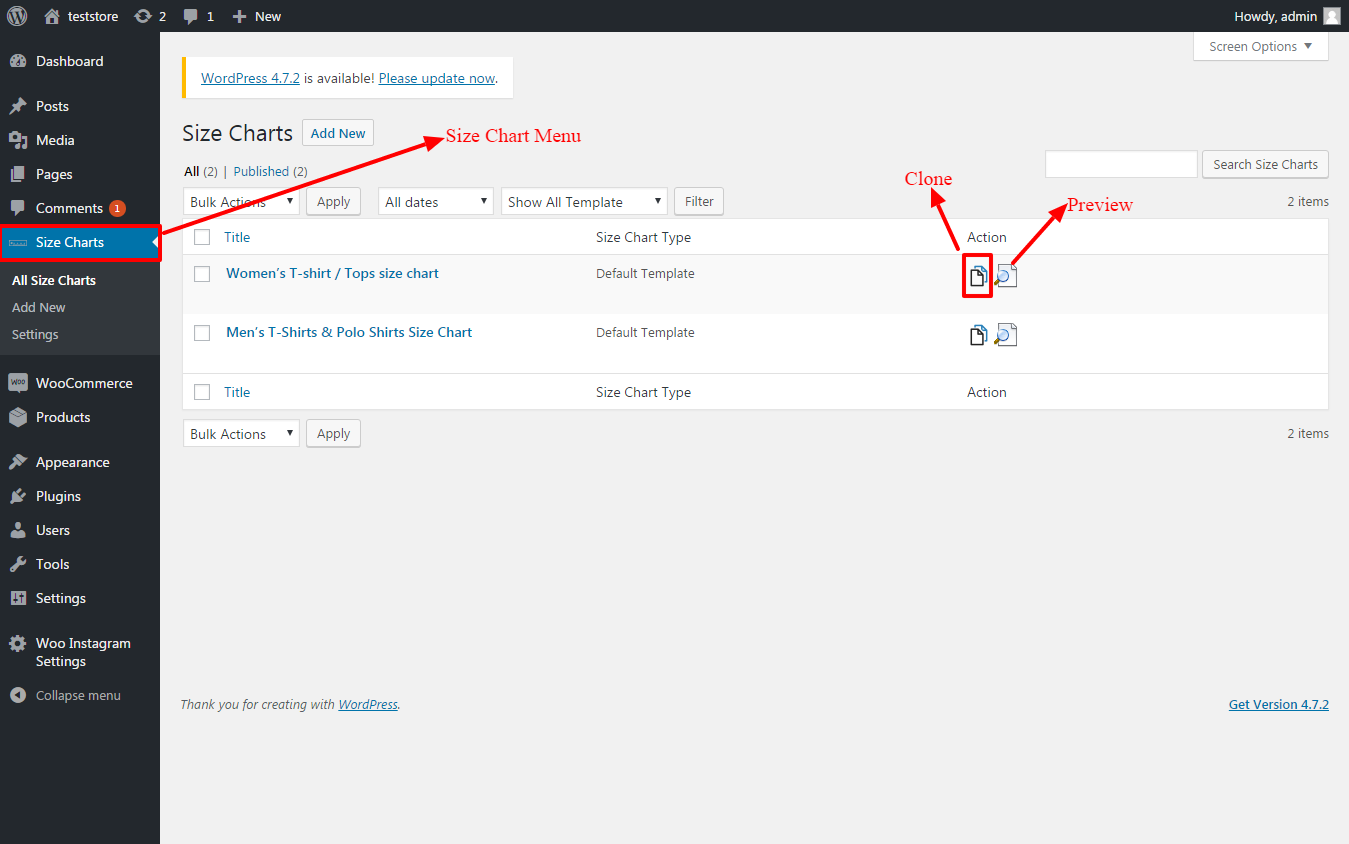 teststore 2 1 New Howdy, admin
Screen Options ▼
Dashboard
Posts
Media
Pages
Comments 1
Size Charts
All Size Charts
Add New
Settings
Woo WooCommerce
Products
Appearance
Plugins
Users
Tools
Settings
Woo Instagram
Settings
Collapse menu
WordPress 4.7.2 is available! Please update now.
Size Charts Add New
Size Chart Menu
All (2) | Published (2)
Search Size Charts
Clone
Preview
Bulk Actions Apply All dates Show All Template Filter 2 items
Title Size Chart Type Action
Women’s T-shirt / Tops size chart Default Template
Men’s T-Shirts & Polo Shirts Size Chart Default Template
Title Size Chart Type Action
Bulk Actions Apply 2 items
Thank you for creating with WordPress. Get Version 4.7.2